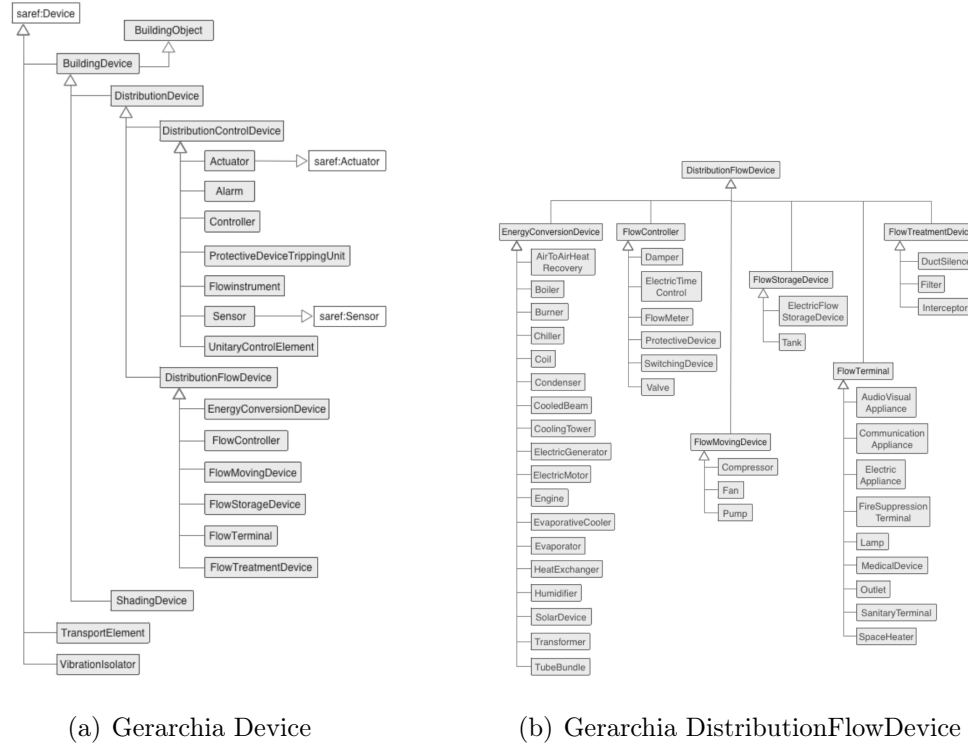 saref:Device
BuildingObject
BuildingDevice
DistributionDevice
DistributionControlDevice
Actuator
saref:Actuator
Alarm
Controller
ProtectiveDeviceTrippingUnit
Flowinstrument
Sensor
saref:Sensor
UnitaryControlElement
DistributionFlowDevice
EnergyConversionDevice
FlowController
FlowMovingDevice
FlowStorageDevice
FlowTerminal
FlowTreatmentDevice
ShadingDevice
TransportElement
VibrationIsolator
(a) Gerarchia Device
DistributionFlowDevice
EnergyConversionDevice
AirToAirHeat
Recovery
Boiler
Burner
Chiller
Coil
Condenser
CooledBeam
CoolingTower
ElectricGenerator
ElectricMotor
Engine
EvaporativeCooler
Evaporator
HeatExchanger
Humidifier
SolarDevice
Transformer
TubeBundle
FlowController
Damper
ElectricTime
Control
FlowMeter
ProtectiveDevice
SwitchingDevice
Valve
FlowMovingDevice
Compressor
Fan
Pump
FlowStorageDevice
ElectricFlow
StorageDevice
Tank
FlowTerminal
AudioVisual
Appliance
Communication
Appliance
Electric
Appliance
FireSuppression
Terminal
Lamp
MedicalDevice
Outlet
SanitaryTerminal
SpaceHeater
FlowTreatmentDevic
DuctSilence
Filter
Interceptor
(b) Gerarchia DistributionFlowDevice